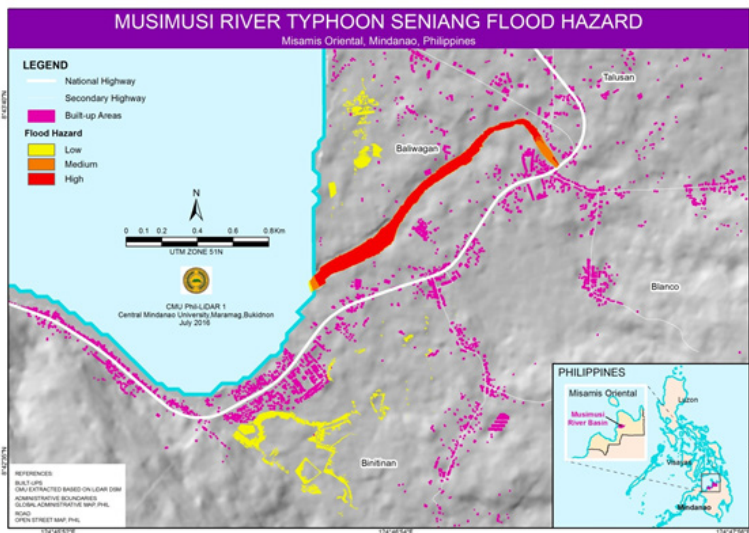 MUSIMUSI RIVER TYPHOON SENIANG FLOOD HAZARD
Misamis Oriental, Mindanao, Philippines
LEGEND
National Highway
Secondary Highway
Built-up Areas
Flood Hazard
Low
Medium
High
Talusan
Baliwagan
N
0 0.1 0.2 0.4 0.6 0.8 Km
UTM ZONE 51N
CMU Phil-LiDAR 1
Central Mindanao University,Maramag,Bukidnon
July 2016
Blanco
Binitinan
PHILIPPINES
Misamis Oriental
Musimusi
River Basin
Luzon
Visayas
Mindanao
REFERENCES:
BUILT-UPS
CMU EXTRACTED BASED ON LiDAR DSM
ADMINISTRATIVE BOUNDARIES
GLOBAL ADMINISTRATIVE MAP, PHIL
ROAD
OPEN STREET MAP, PHIL